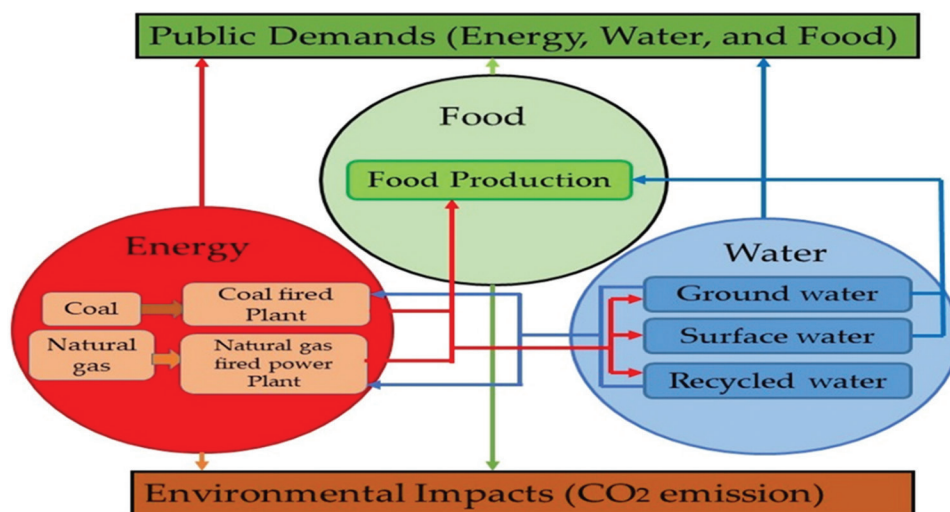 Public Demands (Energy, Water, and Food)
Food
Food Production
Energy
Coal
Coal fired
Plant
Natural
gas
Natural gas
fired power
Plant
Water
Ground water
Surface water
Recycled water
Environmental Impacts (CO2 emission)